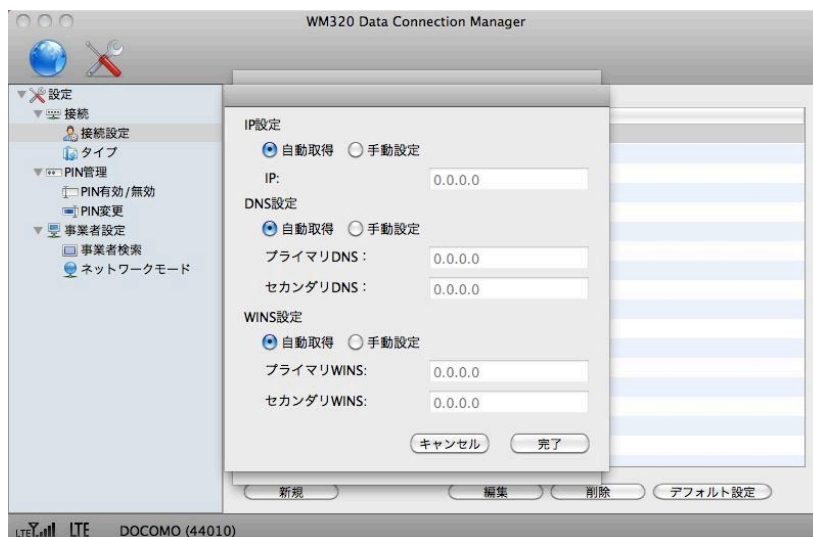 WM320 Data Connection Manager
設定
接続
接続設定
タイプ
PIN管理
PIN有効/無効
PIN変更
事業者設定
事業者検索
ネットワークモード
IP設定
自動取得 手動設定
IP: 0.0.0.0
DNS設定
自動取得 手動設定
プライマリDNS： 0.0.0.0
セカンダリDNS： 0.0.0.0
WINS設定
自動取得 手動設定
プライマリWINS: 0.0.0.0
セカンダリWINS: 0.0.0.0
キャンセル 完了
新規 編集 削除 デフォルト設定
LTE LTE DOCOMO (44010)